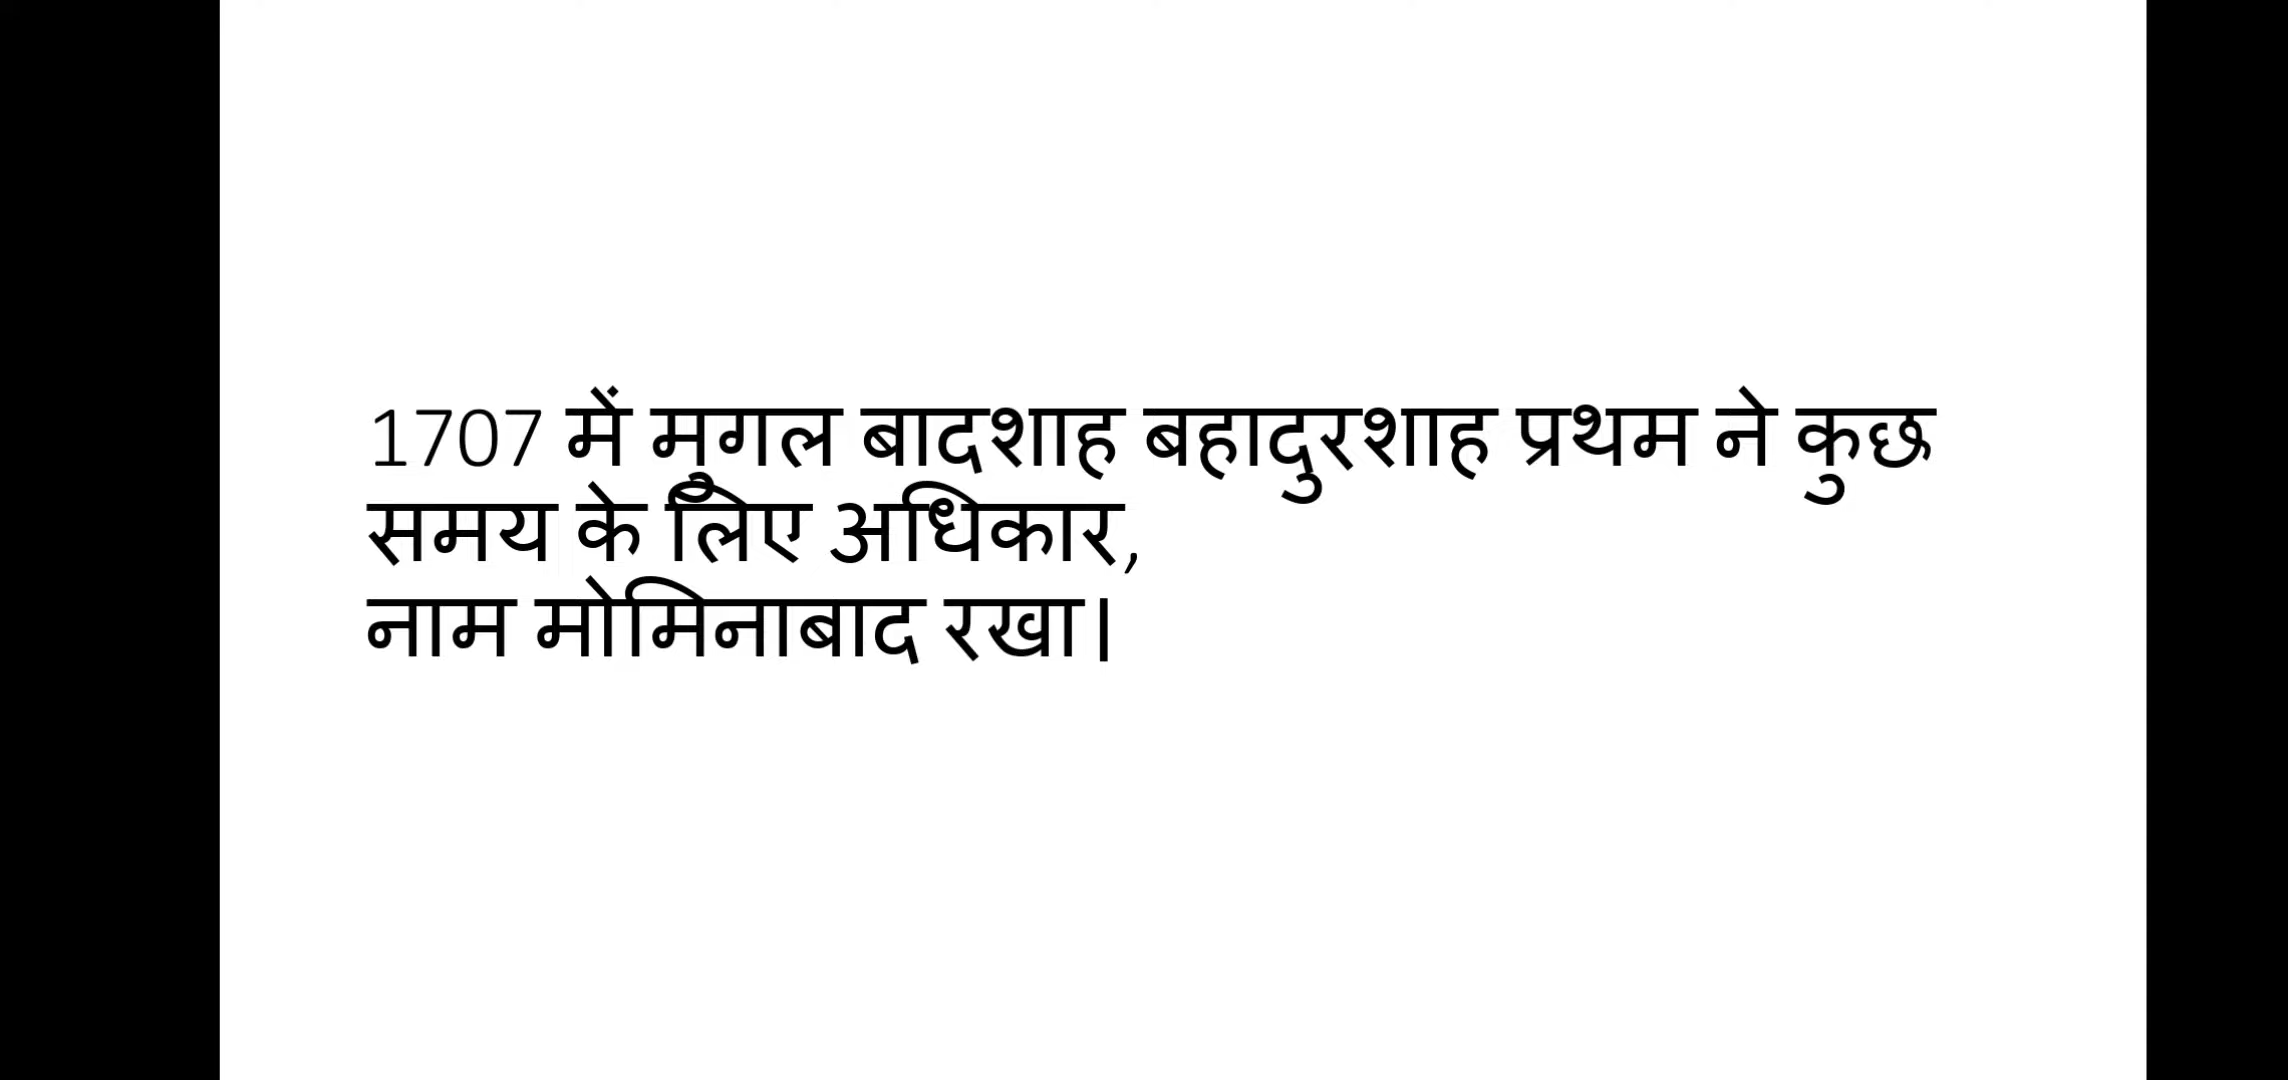 1707 में मुगल बादशाह बहादुरशाह प्रथम ने कुछ
समय के लिए अधिकार,
नाम मोमिनाबाद रखा।